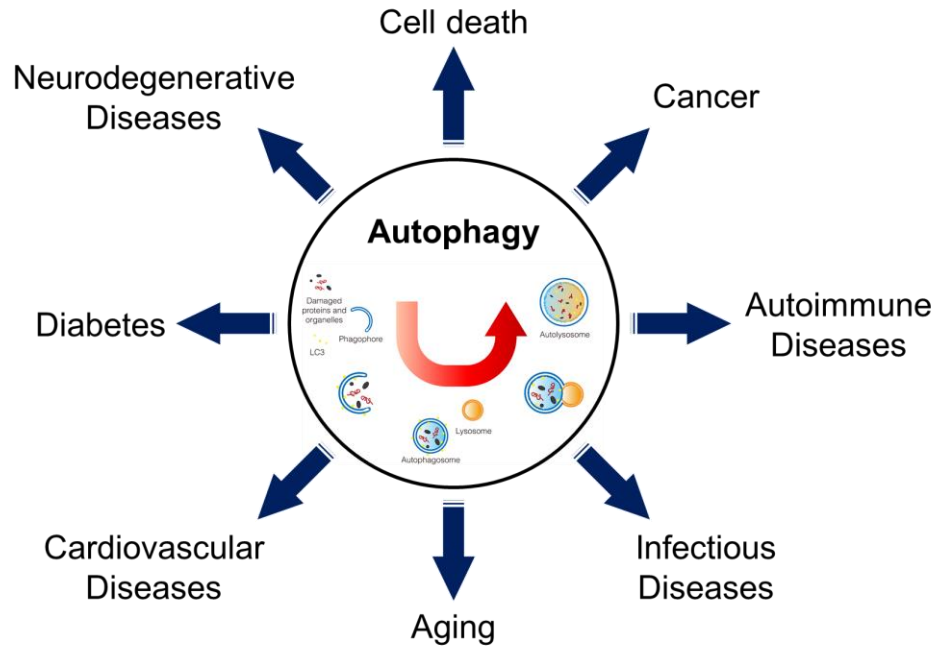 Cell death
Neurodegenerative
Diseases
Cancer
Autophagy
Damaged
proteins and
organelles
Phagophore
LC3
Autolysosome
Lysosome
Autophagosome
Diabetes
Autoimmune
Diseases
Cardiovascular
Diseases
Infectious
Diseases
Aging